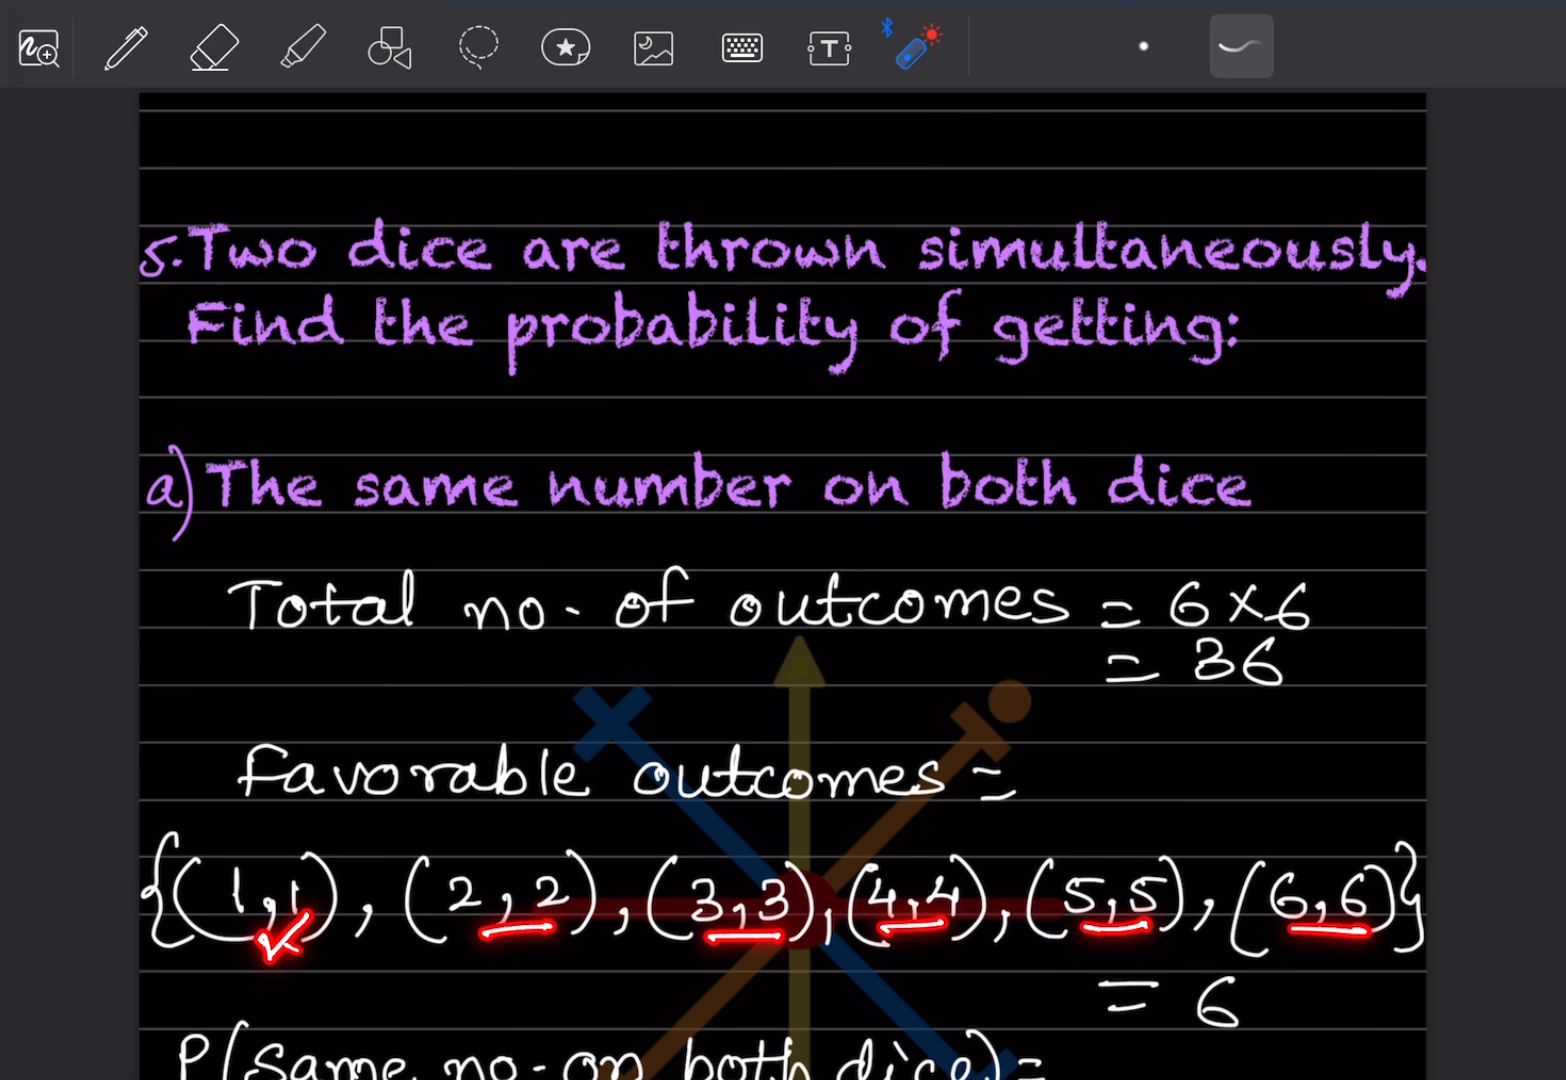 5. Two dice are thrown simultaneously.
Find the probability of getting:
a) The same number on both dice
Total no. of outcomes = 6 × 6
= 36
Favorable outcomes =
{(1,1), (2,2), (3,3), (4,4), (5,5), (6,6)}
= 6
P(Same no. on both dice) =